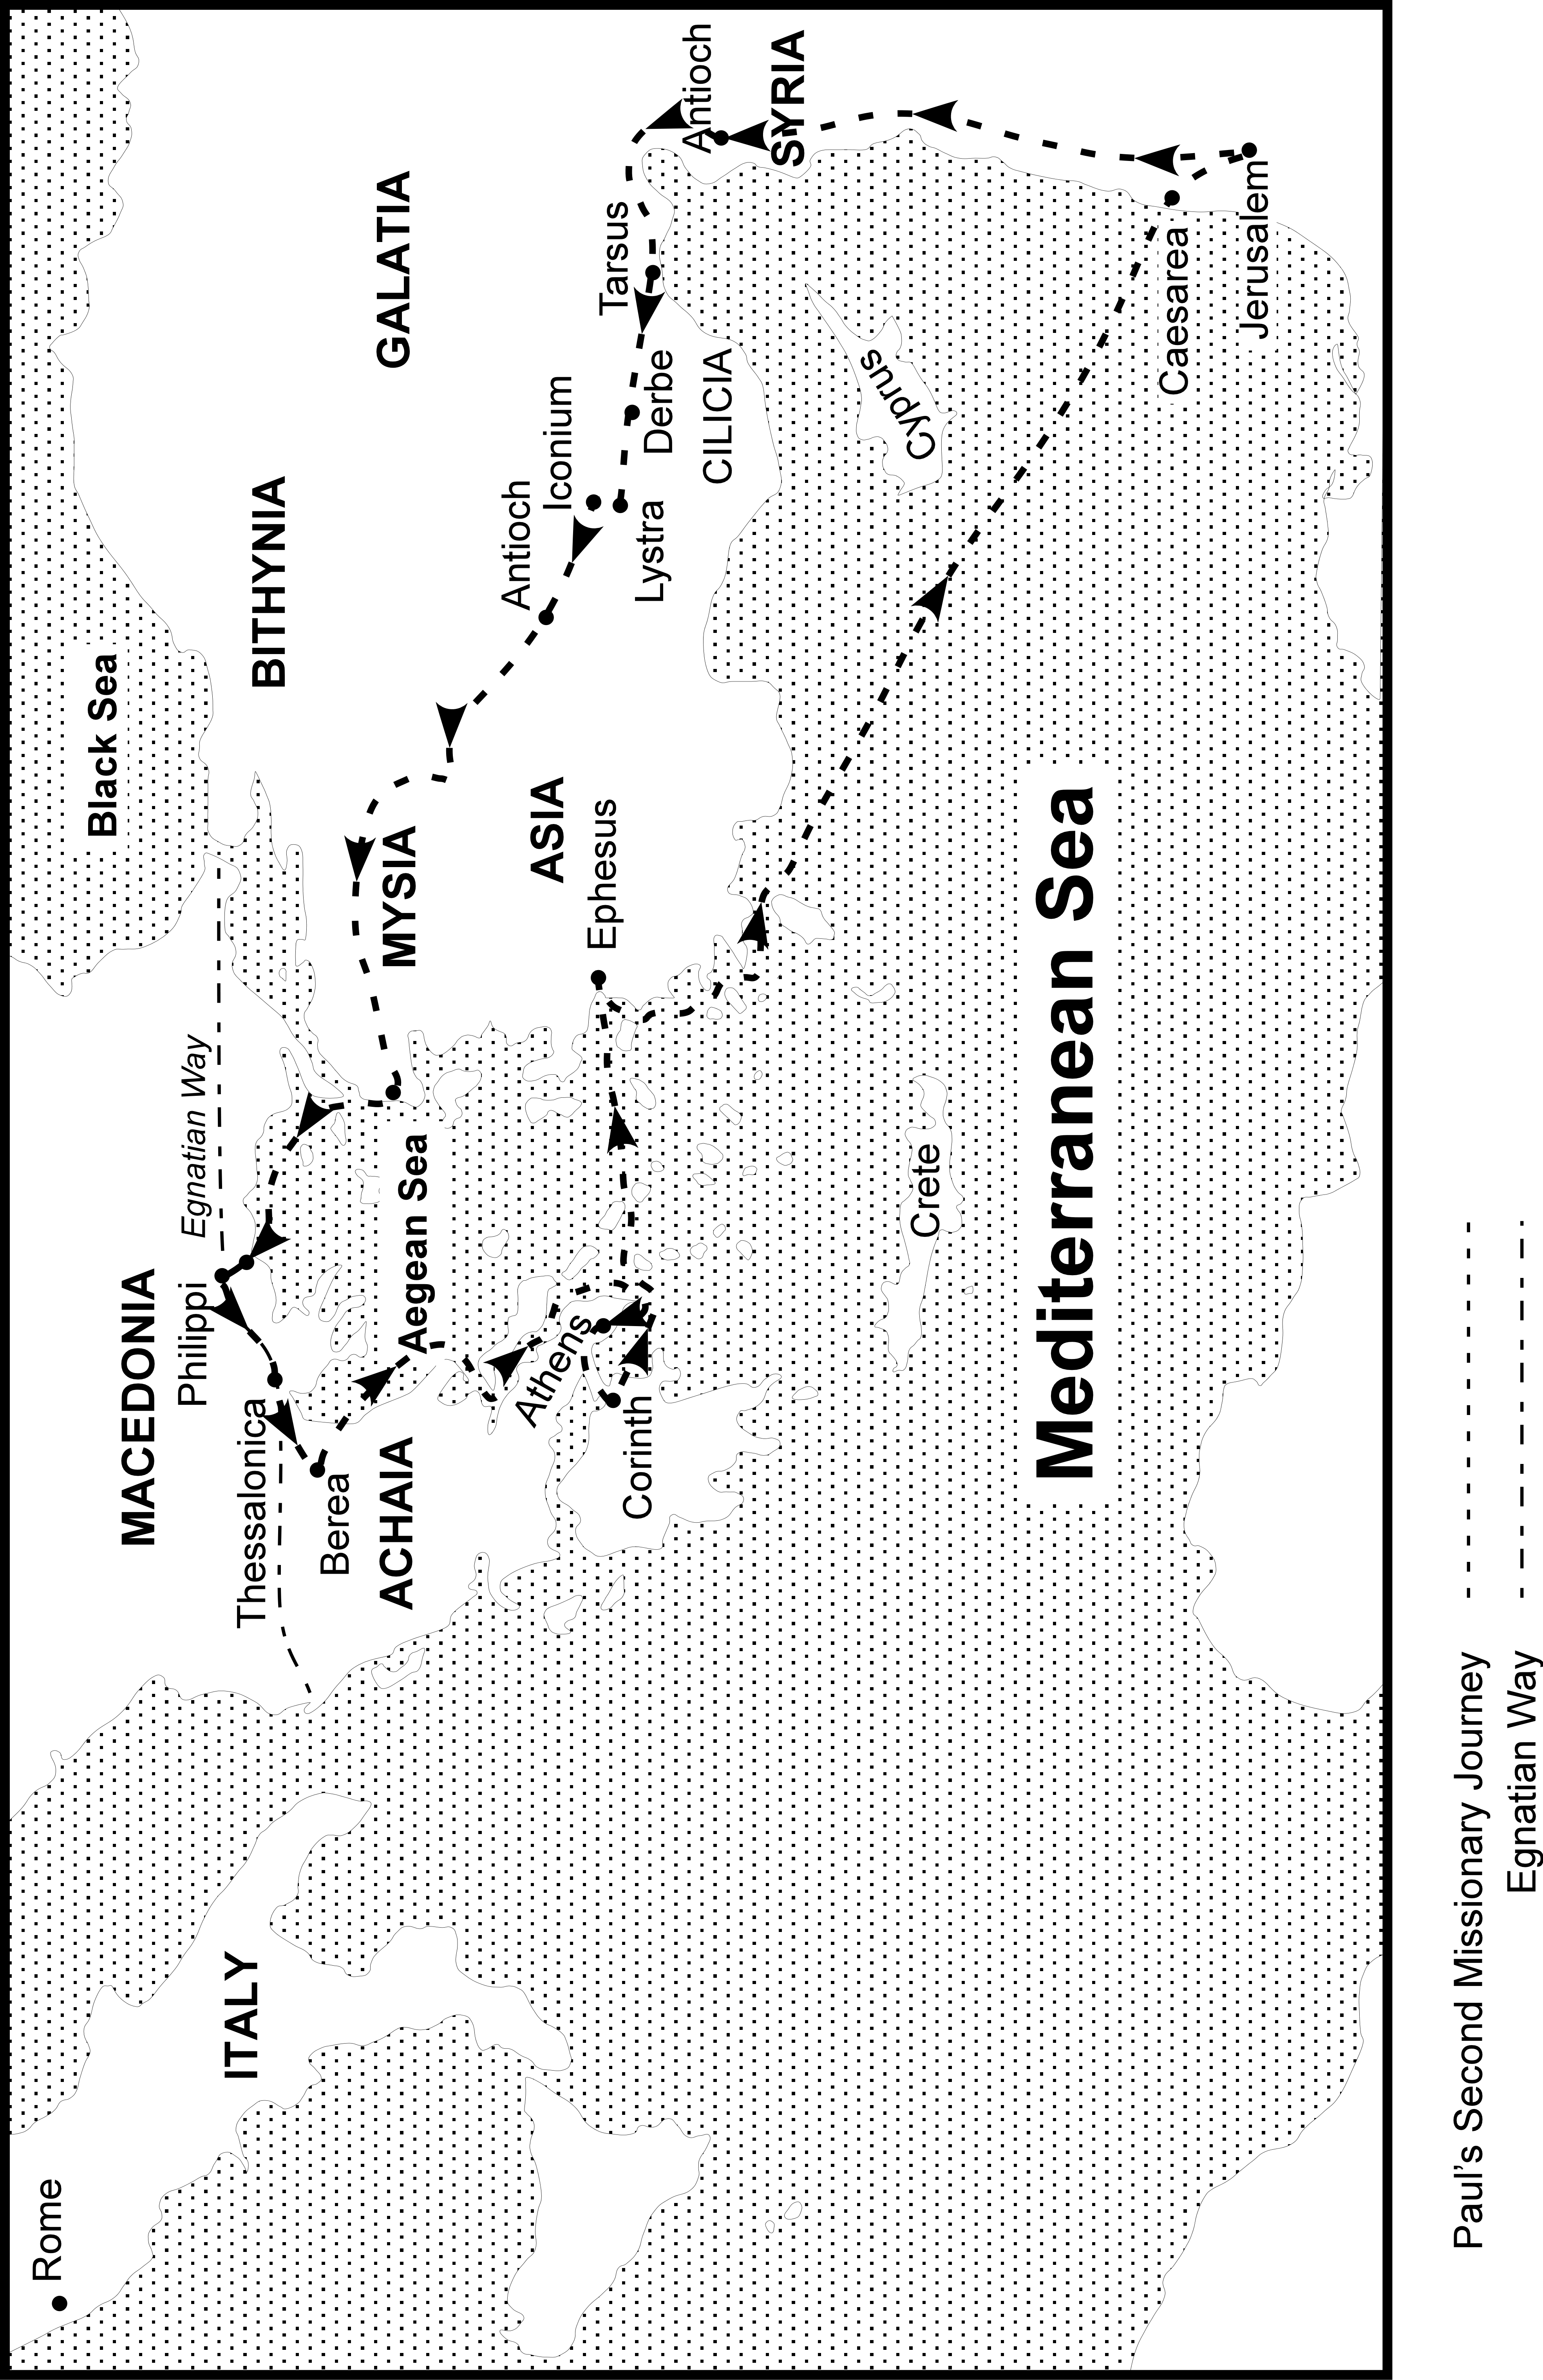 Rome
ITALY
MACEDONIA
Philippi
Thessalonica
Berea
ACHAIA
Egnatian Way
Black Sea
BITHYNIA
GALATIA
MYSIA
Aegean Sea
Athens
Corinth
ASIA
Ephesus
Antioch
Iconium
Lystra
Derbe
CILICIA
Tarsus
Antioch
SYRIA
Cyprus
Crete
Mediterranean Sea
Caesarea
Jerusalem
Paul's Second Missionary Journey
Egnatian Way